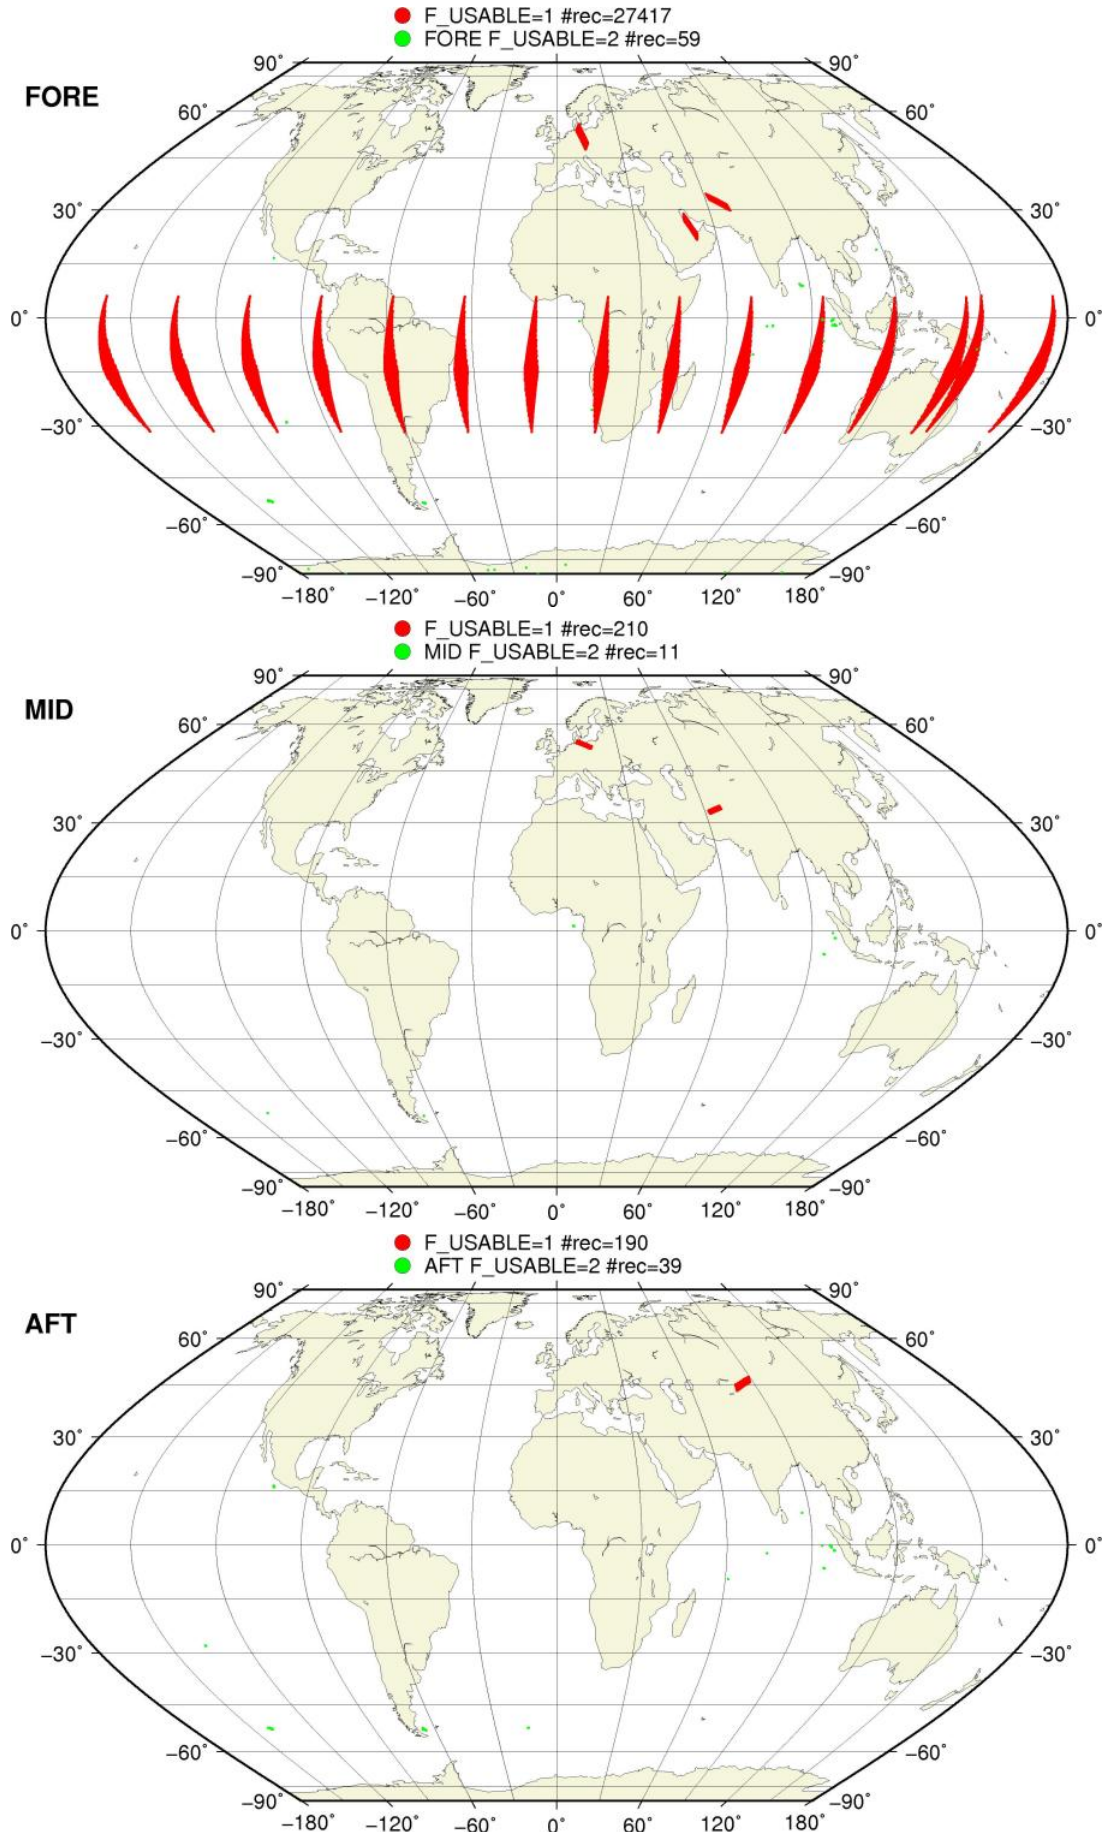 F_USABLE=1 #rec=27417
FORE F_USABLE=2 #rec=59
FORE
90° 90°
60° 60°
30° 30°
0° 0°
−30° −30°
−60° −60°
−90° −90°
−180° −120° −60° 0° 60° 120° 180°
F_USABLE=1 #rec=210
MID F_USABLE=2 #rec=11
MID
90° 90°
60° 60°
30° 30°
0° 0°
−30° −30°
−60° −60°
−90° −90°
−180° −120° −60° 0° 60° 120° 180°
F_USABLE=1 #rec=190
AFT F_USABLE=2 #rec=39
AFT
90° 90°
60° 60°
30° 30°
0° 0°
−30° −30°
−60° −60°
−90° −90°
−180° −120° −60° 0° 60° 120° 180°